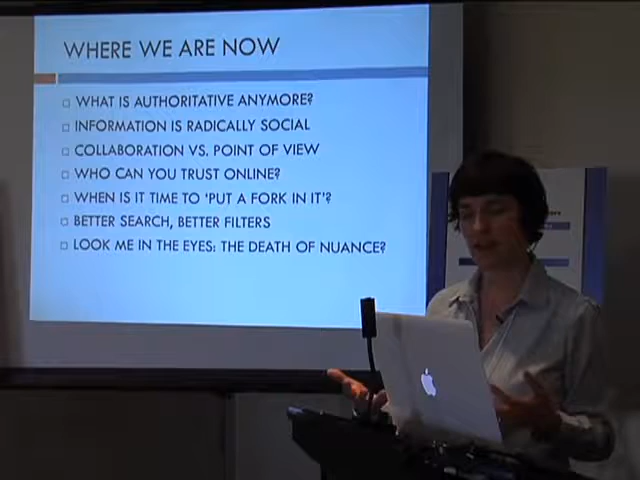 WHERE WE ARE NOW
WHAT IS AUTHORITATIVE ANYMORE?
INFORMATION IS RADICALLY SOCIAL
COLLABORATION VS. POINT OF VIEW
WHO CAN YOU TRUST ONLINE?
WHEN IS IT TIME TO 'PUT A FORK IN IT'?
BETTER SEARCH, BETTER FILTERS
LOOK ME IN THE EYES: THE DEATH OF NUANCE?